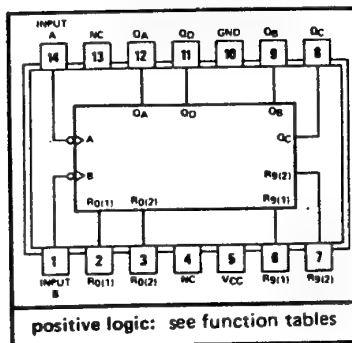 INPUT
A NC QA QD GND QB QC
14 13 12 11 10 9 8
QA QD QB
A QC
B R9(2)
R0(1) R0(2) R9(1)
1 2 3 4 5 6 7
INPUT
B R0(1) R0(2) NC VCC R9(1) R9(2)
positive logic: see function tables